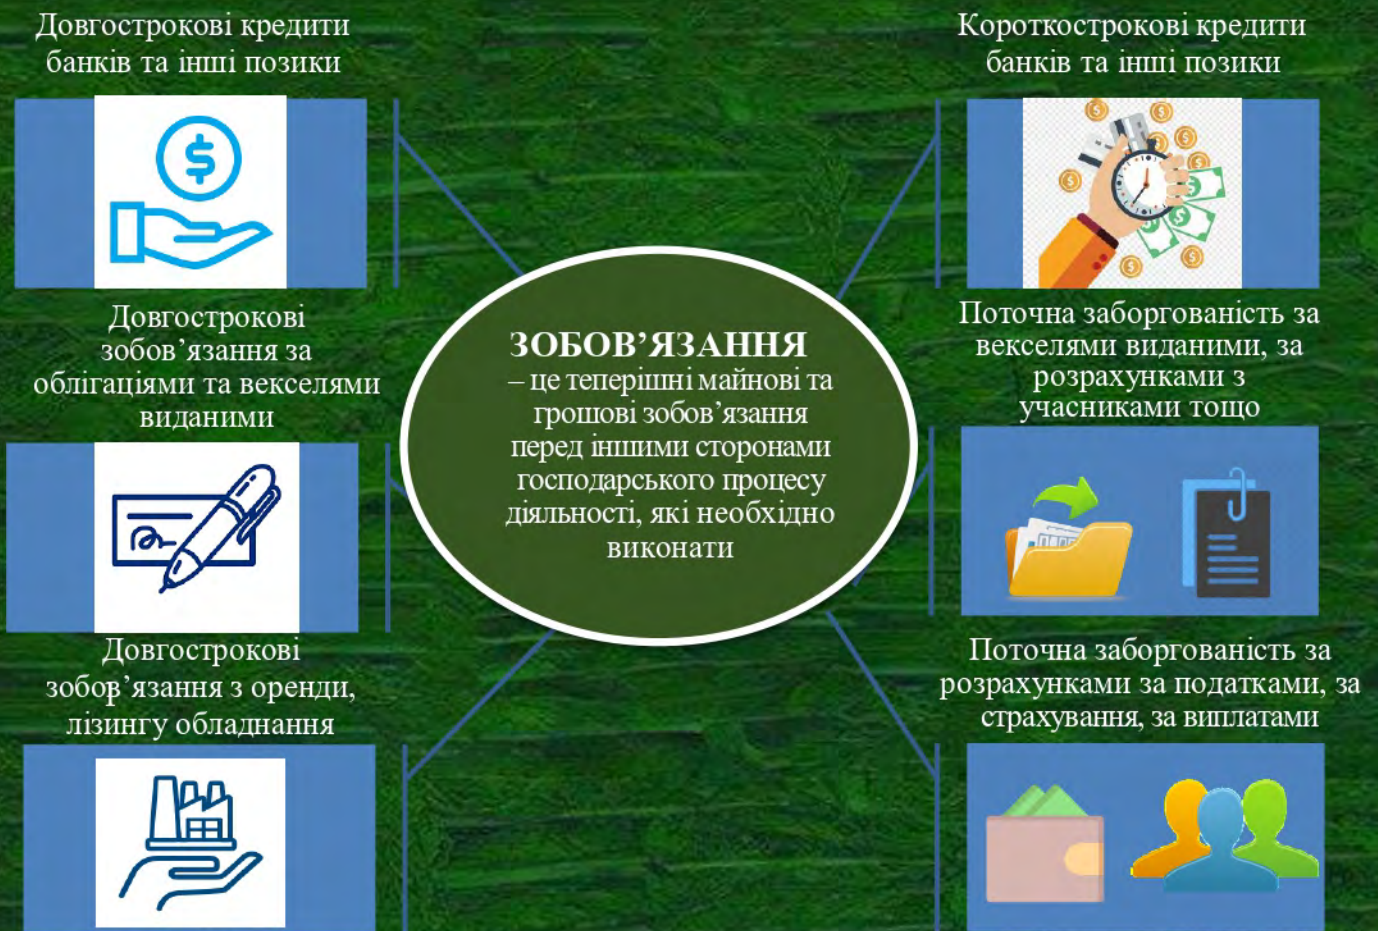 Довгострокові кредити
банків та інші позики
Довгострокові
зобов’язання за
облігаціями та векселями
виданими
Довгострокові
зобов’язання з оренди,
лізингу обладнання
ЗОБОВ’ЯЗАННЯ
– це теперішні майнові та
грошові зобов’язання
перед іншими сторонами
господарського процесу
діяльності, які необхідно
виконати
Короткострокові кредити
банків та інші позики
Поточна заборгованість за
векселями виданими, за
розрахунками з
учасниками тощо
Поточна заборгованість за
розрахунками за податками, за
страхування, за виплатами